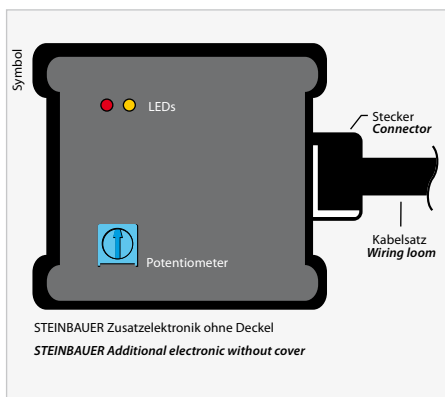 Symbol
LEDs
Stecker
Connector
Kabelsatz
Wiring loom
Potentiometer
STEINBAUER Zusatzelektronik ohne Deckel
STEINBAUER Additional electronic without cover